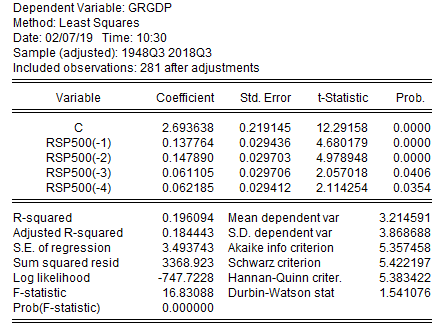 Dependent Variable: GRGDP
Method: Least Squares
Date: 02/07/19 Time: 10:30
Sample (adjusted): 1948Q3 2018Q3
Included observations: 281 after adjustments
Variable Coefficient Std. Error t-Statistic Prob.
C 2.693638 0.219145 12.29158 0.0000
RSP500(-1) 0.137764 0.029436 4.680179 0.0000
RSP500(-2) 0.147890 0.029703 4.978948 0.0000
RSP500(-3) 0.061105 0.029706 2.057018 0.0406
RSP500(-4) 0.062185 0.029412 2.114254 0.0354
R-squared 0.196094 Mean dependent var 3.214591
Adjusted R-squared 0.184443 S.D. dependent var 3.868688
S.E. of regression 3.493743 Akaike info criterion 5.357458
Sum squared resid 3368.923 Schwarz criterion 5.422197
Log likelihood -747.7228 Hannan-Quinn criter. 5.383422
F-statistic 16.83088 Durbin-Watson stat 1.541076
Prob(F-statistic) 0.000000